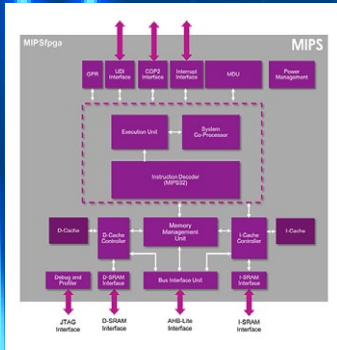 MIPSfpga
MIPS
GPR
UDI
Interface
COP2
Interface
Interrupt
Interface
MDU
Power
Management
Execution Unit
System
Co-Processor
Instruction Decoder
(MIPS32)
D-Cache
D-Cache
Controller
Memory
Management
Unit
I-Cache
Controller
I-Cache
Debug and
Profiler
D-SRAM
Interface
Bus Interface Unit
I-SRAM
Interface
JTAG
Interface
D-SRAM
Interface
AHB-Lite
Interface
I-SRAM
Interface